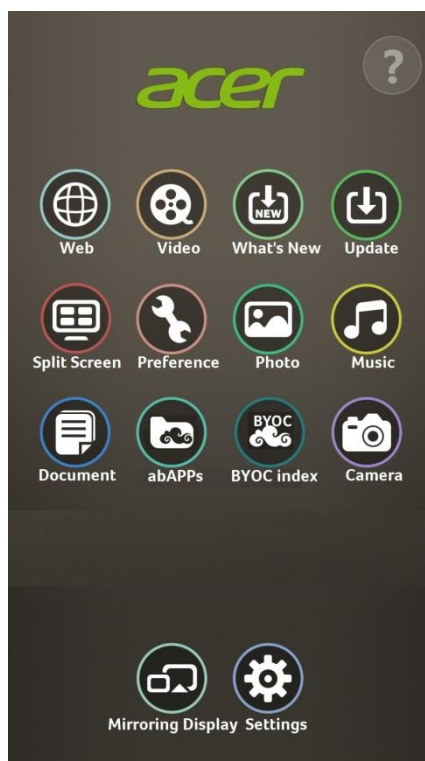 acer
?
Web Video What's New Update
NEW
Split Screen Preference Photo Music
BYOC
Document abAPPs BYOC index Camera
Mirroring Display Settings